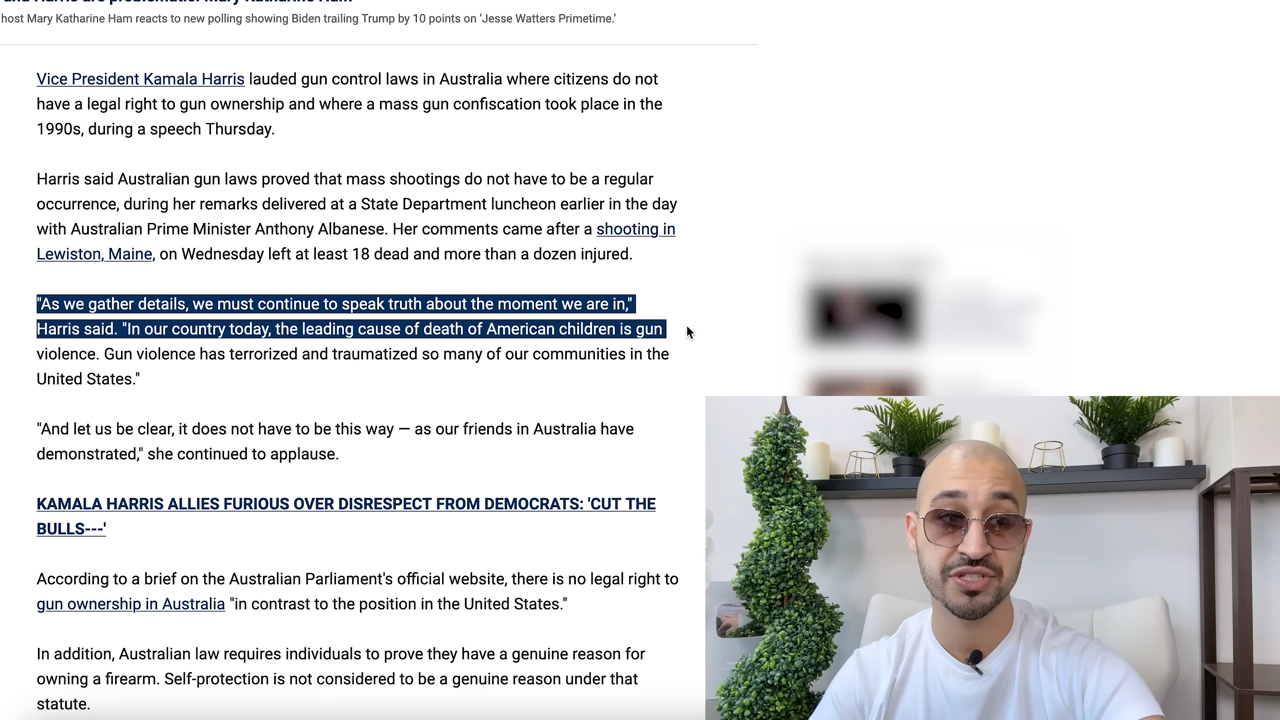 host Mary Katharine Ham reacts to new polling showing Biden trailing Trump by 10 points on ‘Jesse Watters Primetime.’
Vice President Kamala Harris lauded gun control laws in Australia where citizens do not
have a legal right to gun ownership and where a mass gun confiscation took place in the
1990s, during a speech Thursday.
Harris said Australian gun laws proved that mass shootings do not have to be a regular
occurrence, during her remarks delivered at a State Department luncheon earlier in the day
with Australian Prime Minister Anthony Albanese. Her comments came after a shooting in
Lewiston, Maine, on Wednesday left at least 18 dead and more than a dozen injured.
"As we gather details, we must continue to speak truth about the moment we are in,"
Harris said. "In our country today, the leading cause of death of American children is gun
violence. Gun violence has terrorized and traumatized so many of our communities in the
United States."
"And let us be clear, it does not have to be this way — as our friends in Australia have
demonstrated," she continued to applause.
KAMALA HARRIS ALLIES FURIOUS OVER DISRESPECT FROM DEMOCRATS: 'CUT THE
BULLS---'
According to a brief on the Australian Parliament's official website, there is no legal right to
gun ownership in Australia "in contrast to the position in the United States."
In addition, Australian law requires individuals to prove they have a genuine reason for
owning a firearm. Self-protection is not considered to be a genuine reason under that
statute.